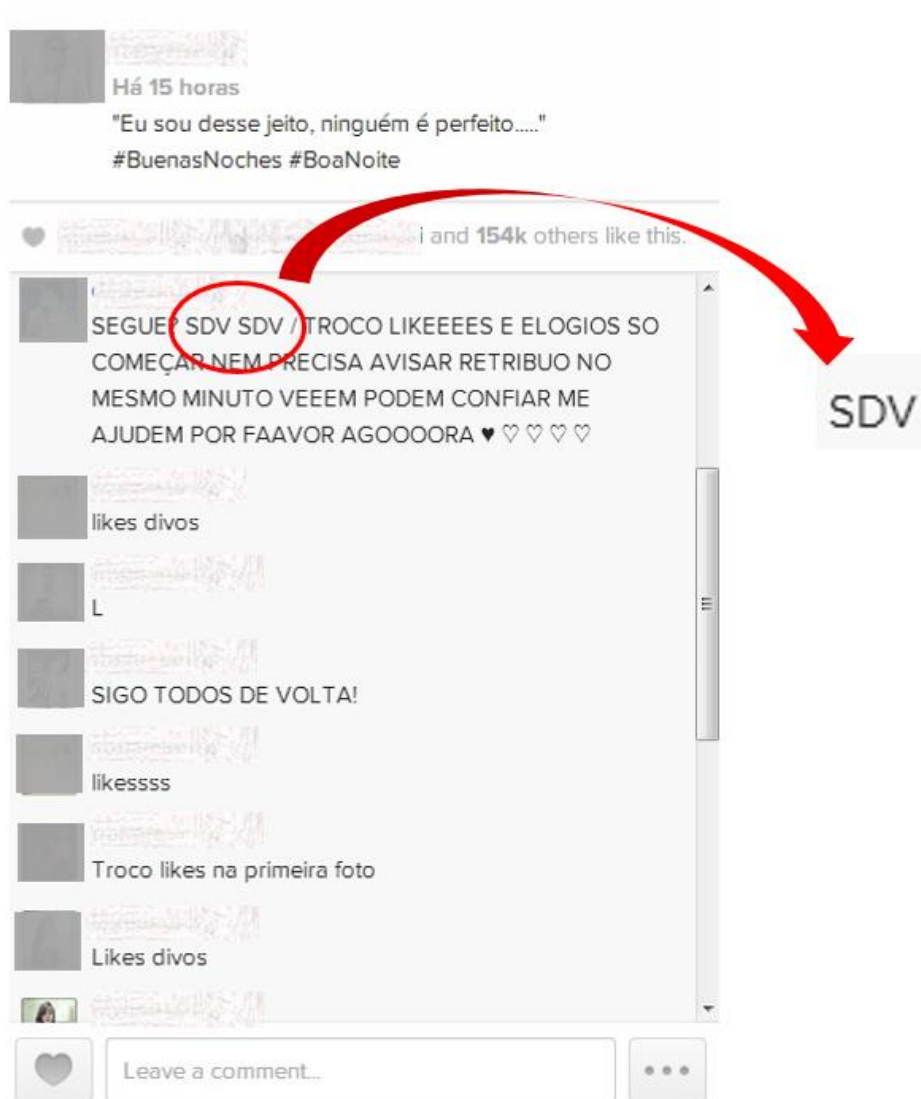 Há 15 horas
"Eu sou desse jeito, ninguém é perfeito....."
#BuenasNoches #BoaNoite
i and 154k others like this.
SEGUE? SDV SDV / TROCO LIKEEEES E ELOGIOS SO
COMEÇAR NEM PRECISA AVISAR RETRIBUO NO
MESMO MINUTO VEEEM PODEM CONFIAR ME
AJUDEM POR FAAVOR AGOOOORA ♥ ♡ ♡ ♡ ♡
SDV
likes divos
L
SIGO TODOS DE VOLTA!
likessss
Troco likes na primeira foto
Likes divos
Leave a comment...